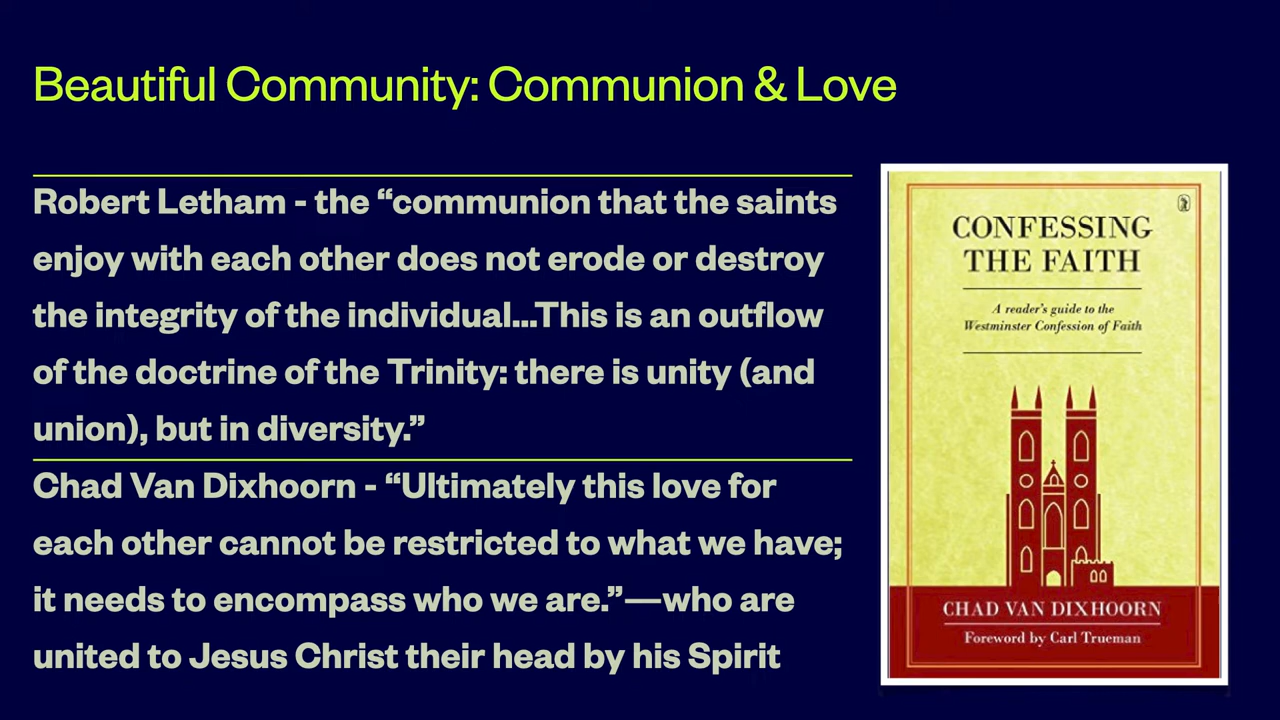 Beautiful Community: Communion & Love
Robert Letham - the “communion that the saints
enjoy with each other does not erode or destroy
the integrity of the individual...This is an outflow
of the doctrine of the Trinity: there is unity (and
union), but in diversity.”
Chad Van Dixhoorn - “Ultimately this love for
each other cannot be restricted to what we have;
it needs to encompass who we are.”—who are
united to Jesus Christ their head by his Spirit
CONFESSING
THE FAITH
A reader's guide to the
Westminster Confession of Faith
CHAD VAN DIXHOORN
Foreword by Carl Trueman